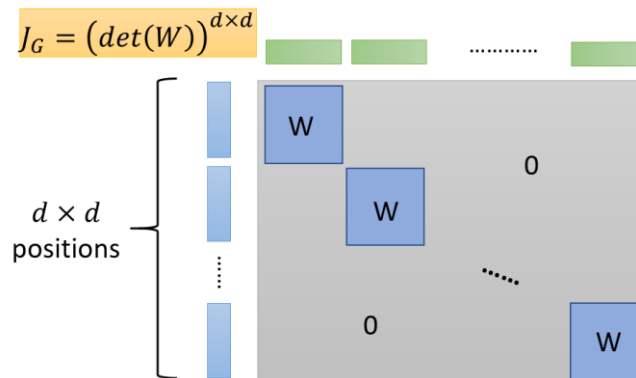 J_G = (det(W))^{d×d}
............
W
0
W
d × d
positions
......
......
0
W